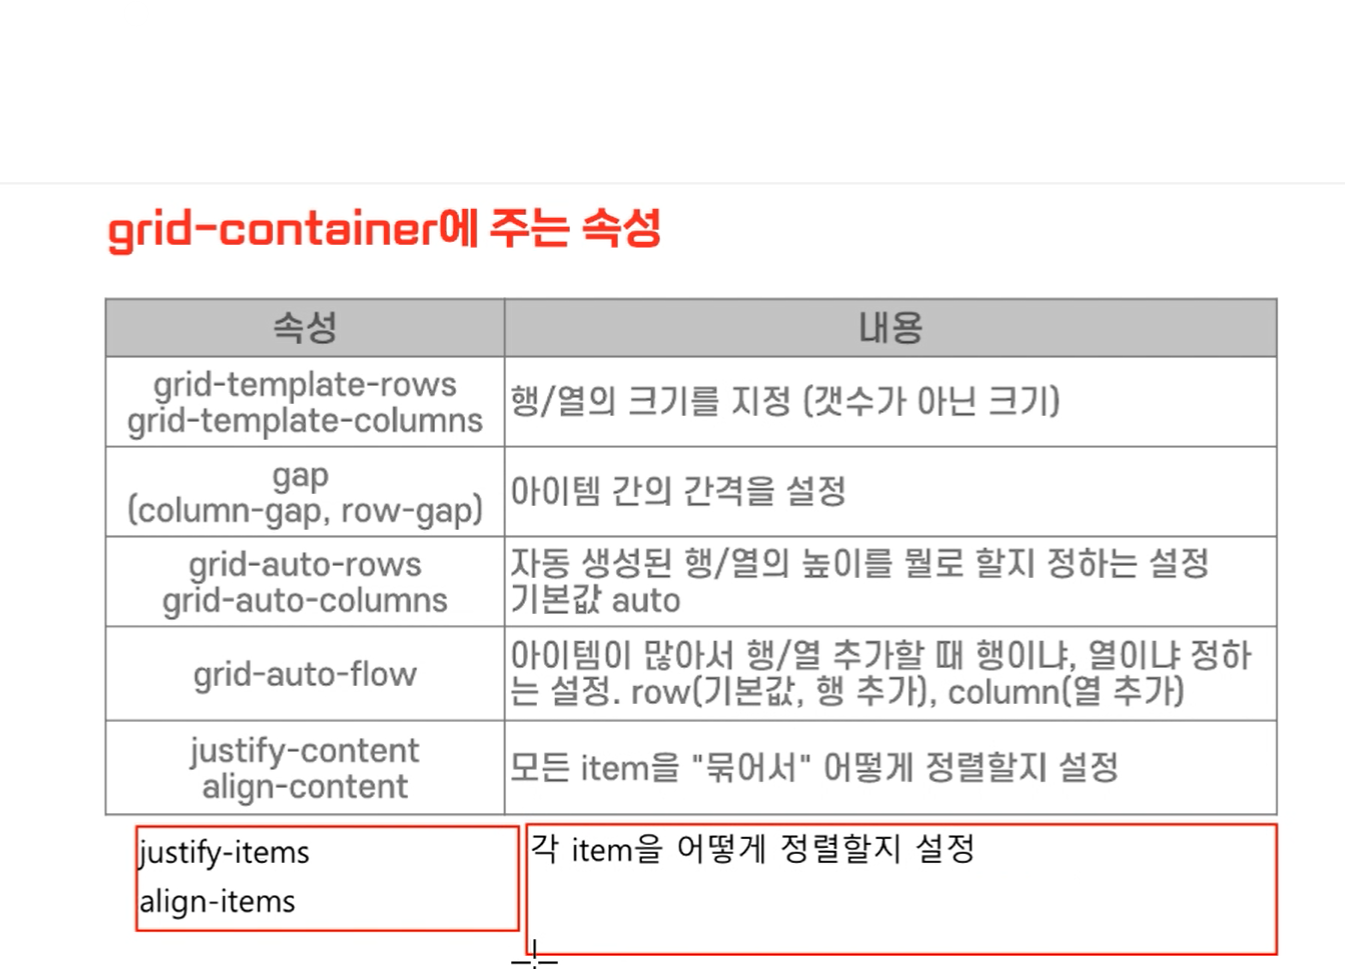 grid-container에 주는 속성
속성
내용
grid-template-rows
grid-template-columns
행/열의 크기를 지정 (갯수가 아닌 크기)
gap
(column-gap, row-gap)
아이템 간의 간격을 설정
grid-auto-rows
grid-auto-columns
자동 생성된 행/열의 높이를 뭘로 할지 정하는 설정
기본값 auto
grid-auto-flow
아이템이 많아서 행/열 추가할 때 행이냐, 열이냐 정하
는 설정. row(기본값, 행 추가), column(열 추가)
justify-content
align-content
모든 item을 "묶어서" 어떻게 정렬할지 설정
justify-items
align-items
각 item을 어떻게 정렬할지 설정